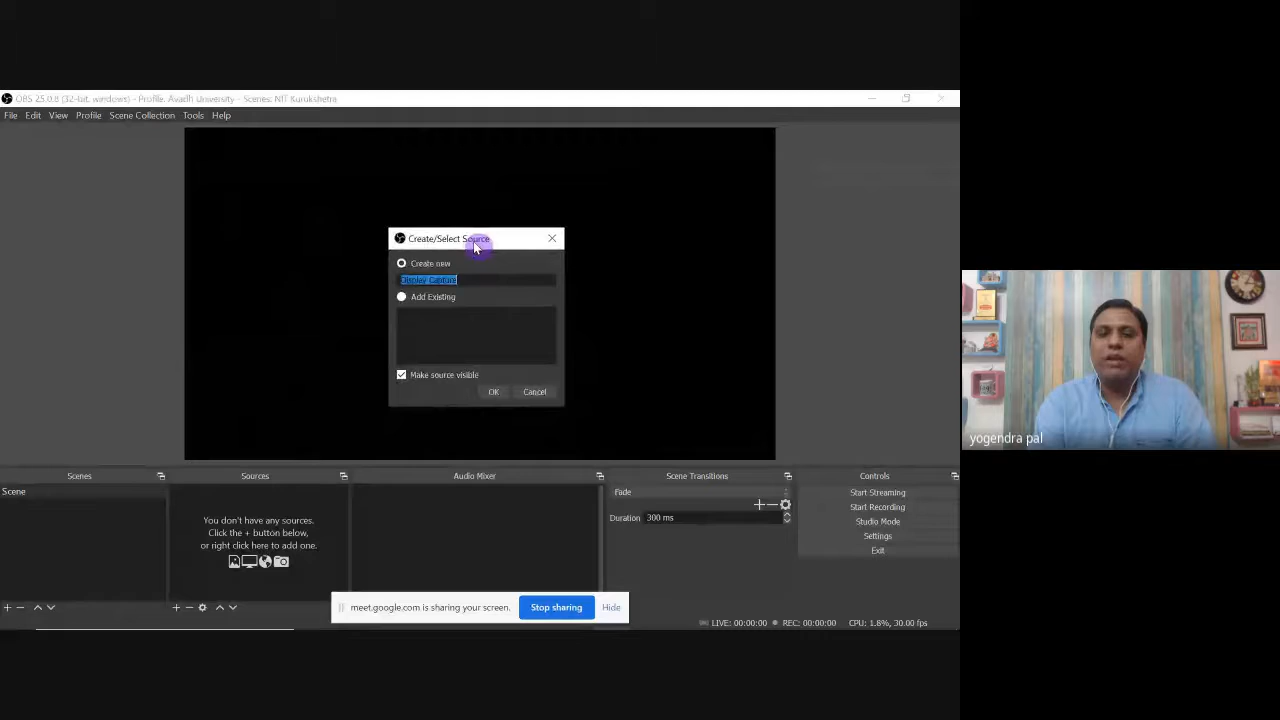 OBS 25.0.8 (32-bit, windows) - Profile: Avadh University - Scenes: NIT Kurukshetra
File Edit View Profile Scene Collection Tools Help
Create/Select Source
Create new
Display Capture
Add Existing
Make source visible
OK Cancel
yogendra pal
Scenes Sources Audio Mixer Scene Transitions Controls
Scene
You don't have any sources.
Click the + button below,
or right click here to add one.
Fade
Duration 300 ms
Start Streaming
Start Recording
Studio Mode
Settings
Exit
meet.google.com is sharing your screen. Stop sharing Hide
LIVE: 00:00:00 REC: 00:00:00 CPU: 1.8%, 30.00 fps